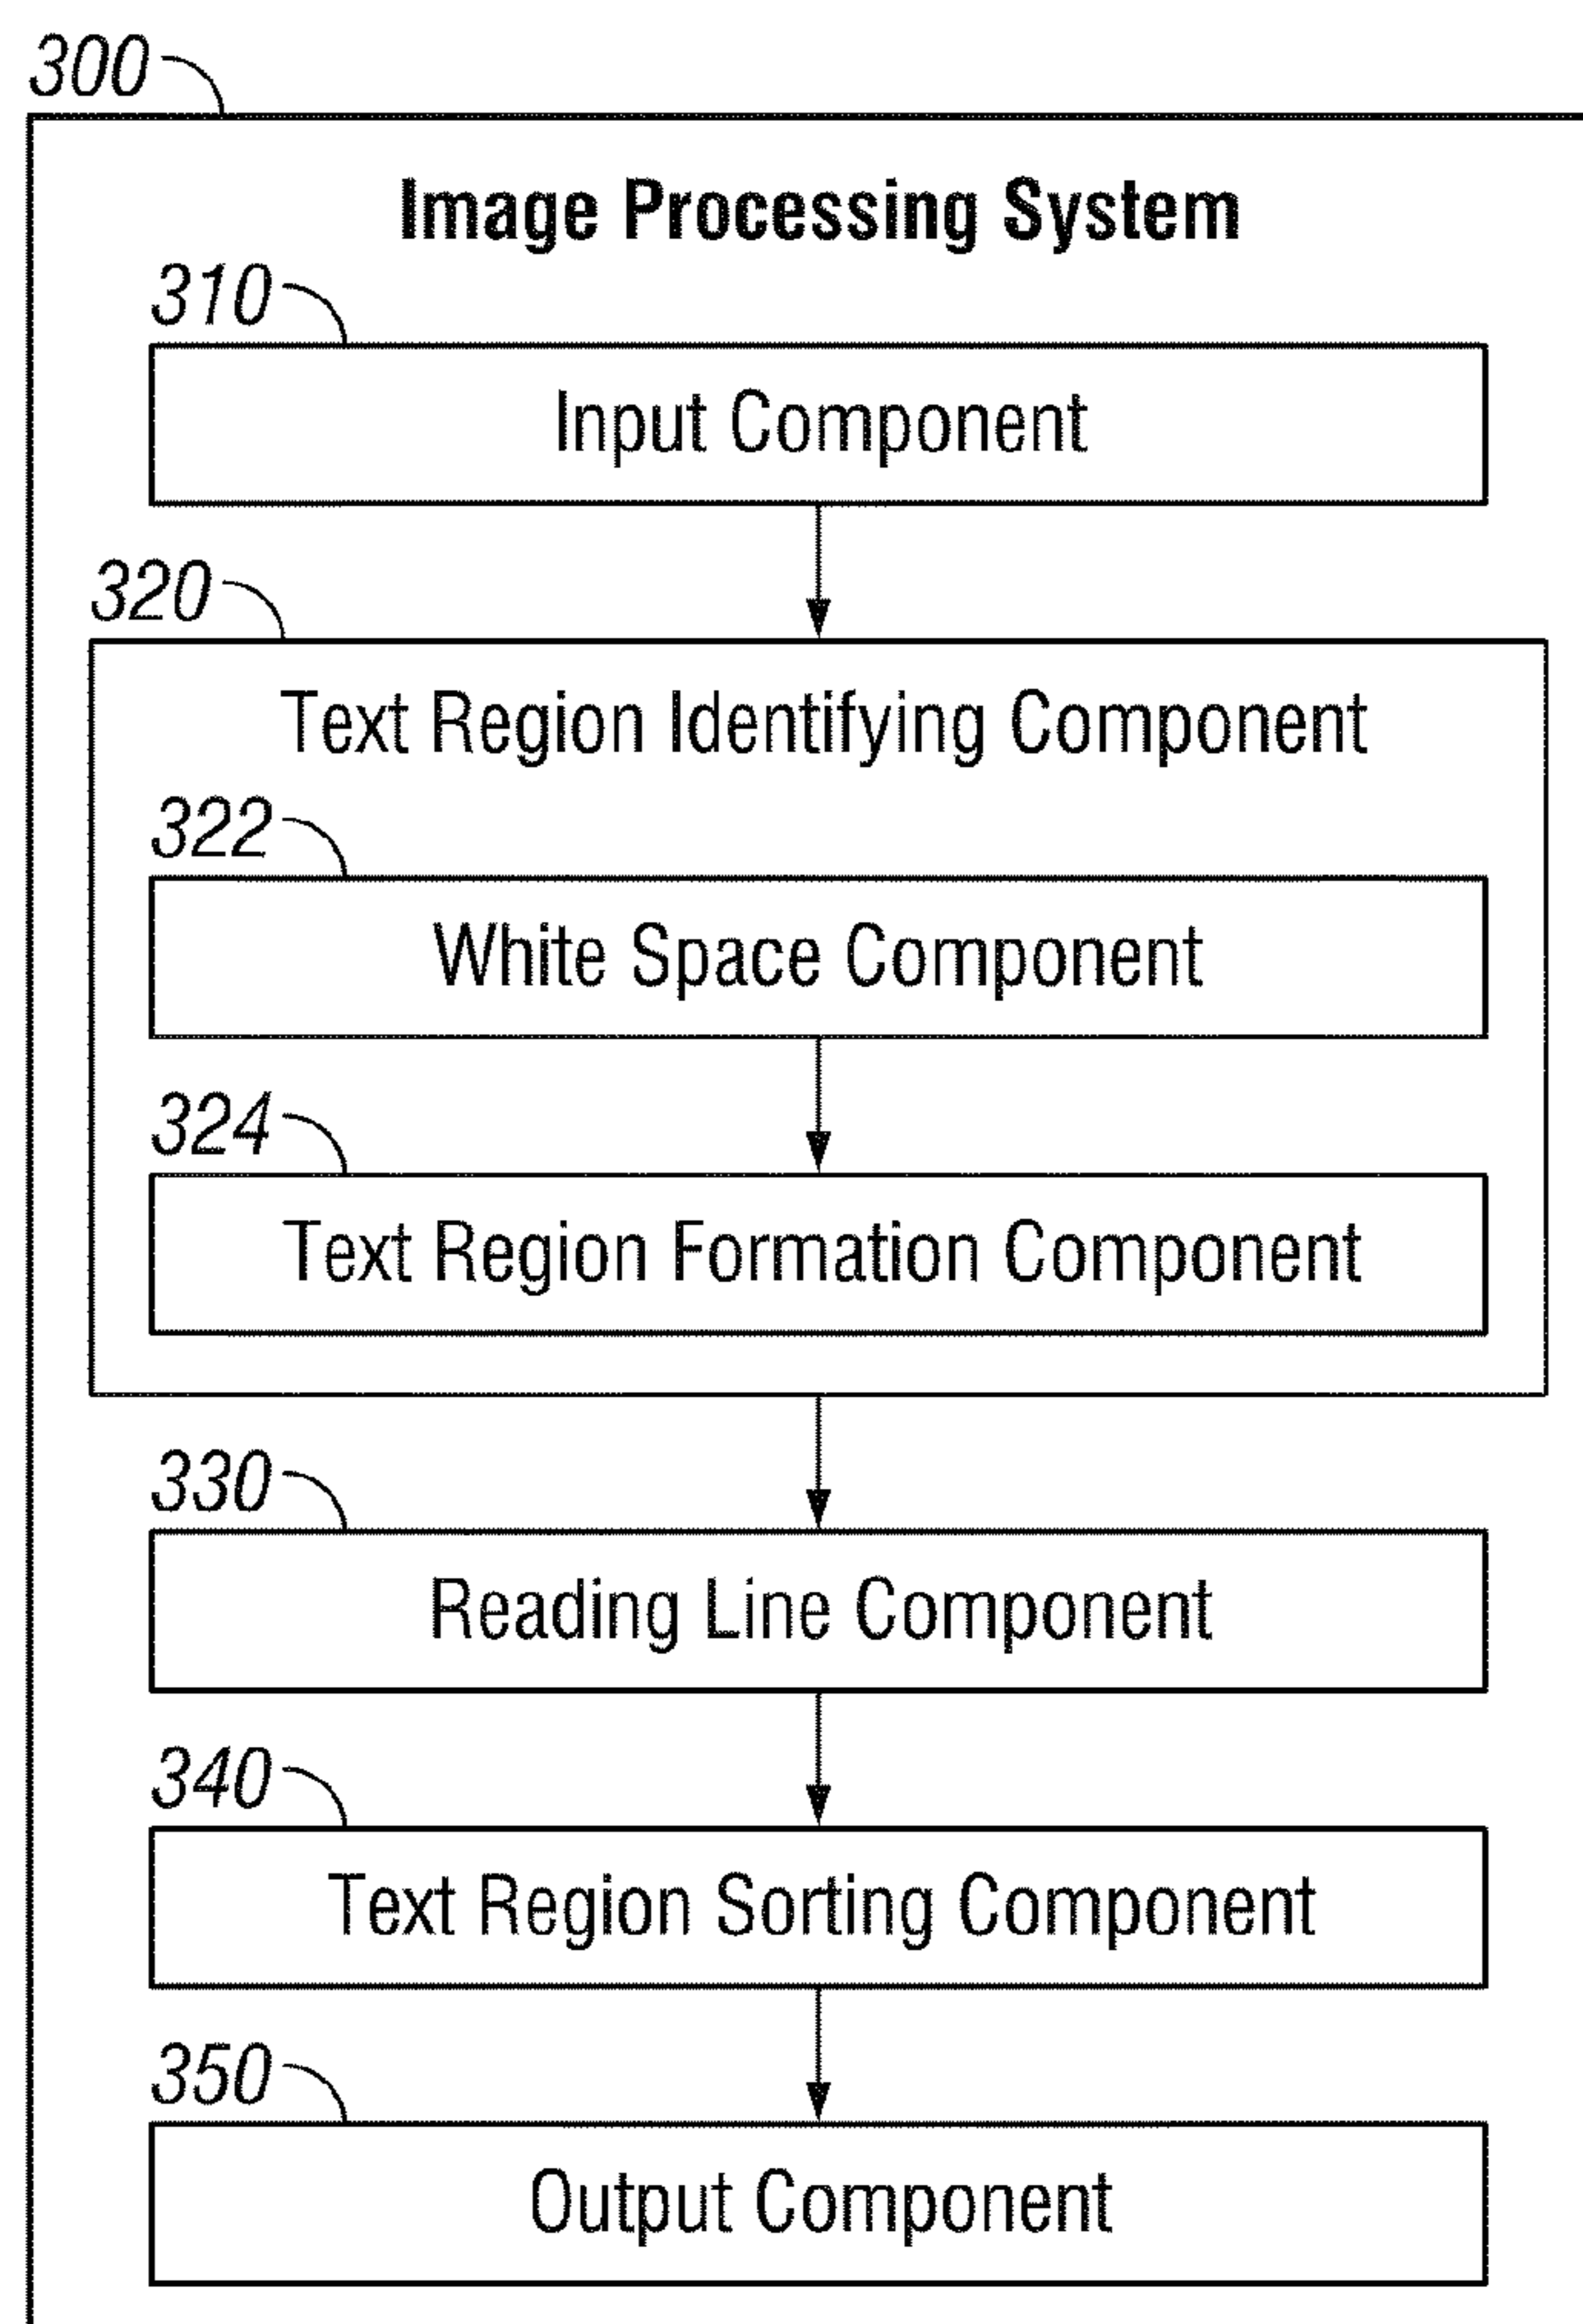 300
Image Processing System
310
Input Component
320
Text Region Identifying Component
322
White Space Component
324
Text Region Formation Component
330
Reading Line Component
340
Text Region Sorting Component
350
Output Component